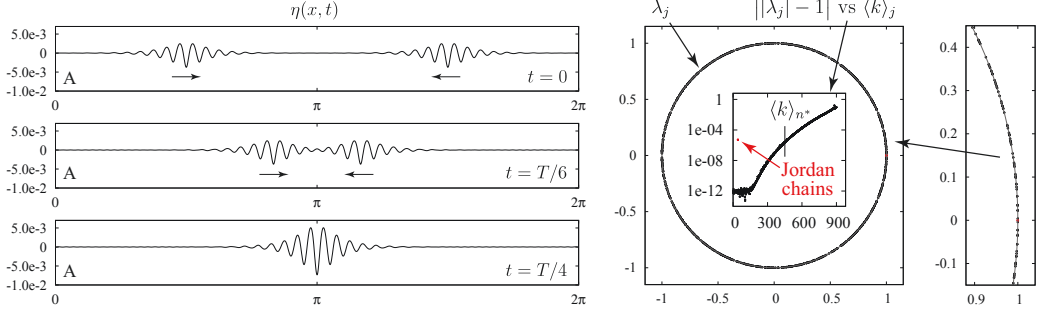 η(x, t)
5.0e-3
0
-5.0e-3
-1.0e-2
A
t = 0
0
π
2π
5.0e-3
0
-5.0e-3
-1.0e-2
A
t = T/6
0
π
2π
5.0e-3
0
-5.0e-3
-1.0e-2
A
t = T/4
0
π
2π
λ_j
||λ_j| − 1| vs ⟨k⟩_j
1
0.5
0
-0.5
-1
-1
-0.5
0
0.5
1
1
1e-04
1e-08
1e-12
0
300
600
900
⟨k⟩_{n*}
Jordan
chains
0.4
0.3
0.2
0.1
0
-0.1
0.9
1